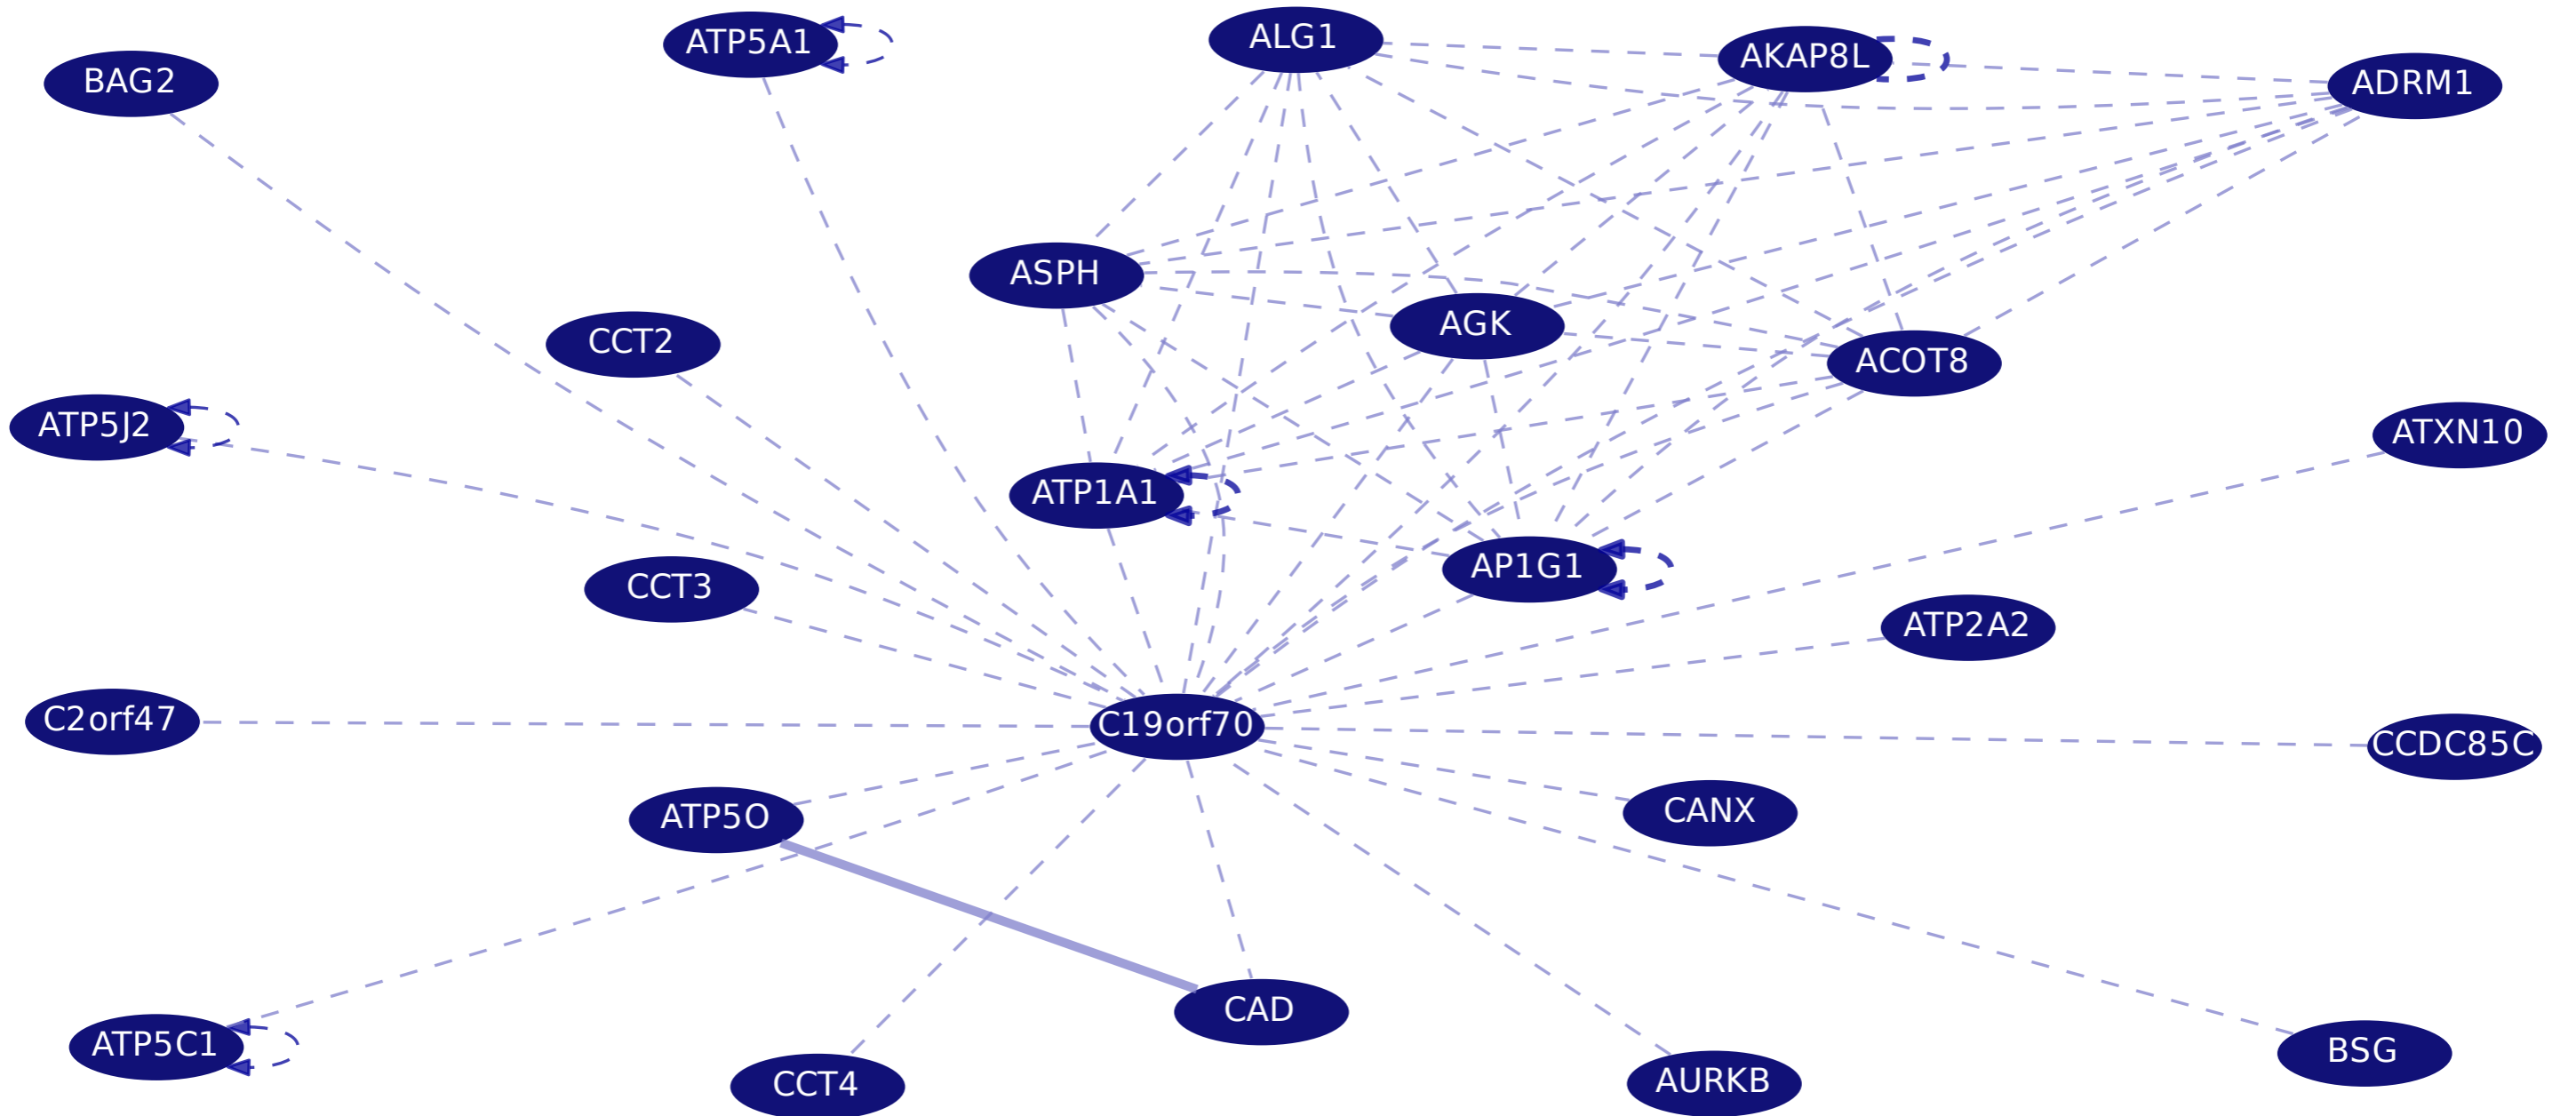 ALG1
ATP5A1
AKAP8L
BAG2
ADRM1
ASPH
AGK
CCT2
ACOT8
ATP5J2
ATXN10
ATP1A1
AP1G1
CCT3
ATP2A2
C2orf47
C19orf70
CCDC85C
CANX
ATP5O
CAD
ATP5C1
BSG
AURKB
CCT4